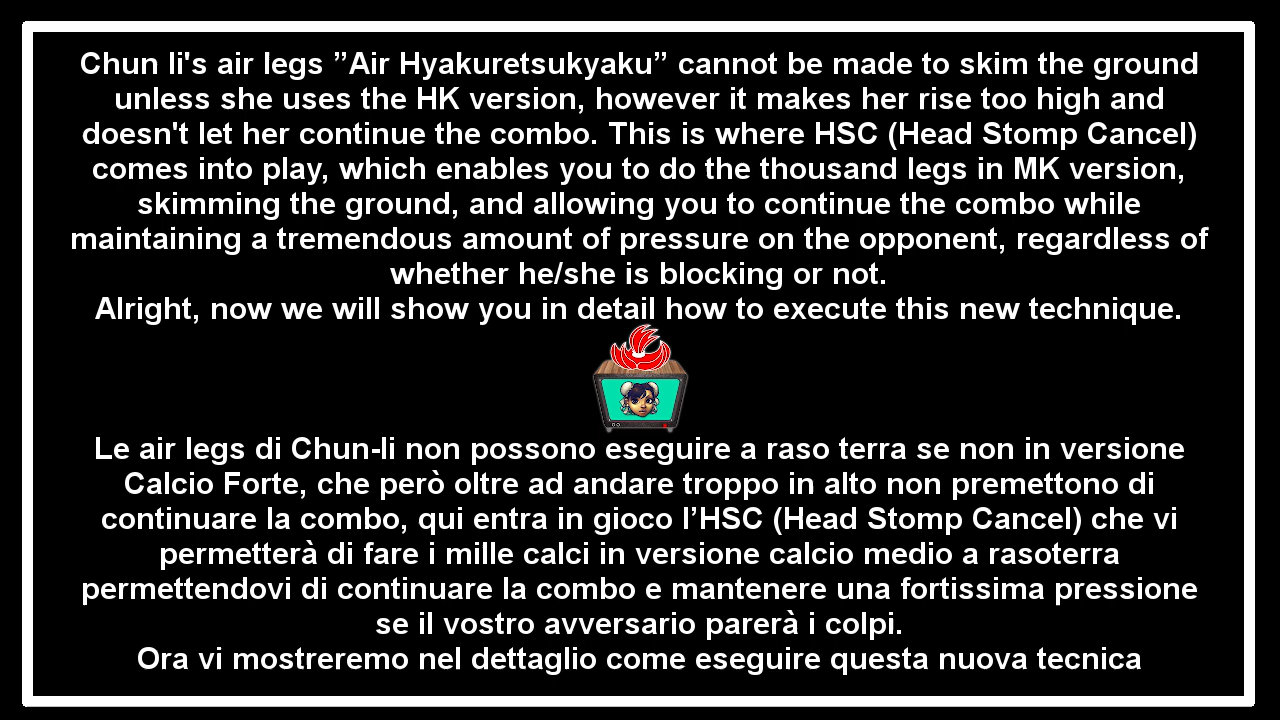 Chun li's air legs ”Air Hyakuretsukyaku” cannot be made to skim the ground
unless she uses the HK version, however it makes her rise too high and
doesn't let her continue the combo. This is where HSC (Head Stomp Cancel)
comes into play, which enables you to do the thousand legs in MK version,
skimming the ground, and allowing you to continue the combo while
maintaining a tremendous amount of pressure on the opponent, regardless of
whether he/she is blocking or not.
Alright, now we will show you in detail how to execute this new technique.
Le air legs di Chun-li non possono eseguire a raso terra se non in versione
Calcio Forte, che però oltre ad andare troppo in alto non premettono di
continuare la combo, qui entra in gioco l’HSC (Head Stomp Cancel) che vi
permetterà di fare i mille calci in versione calcio medio a rasoterra
permettendovi di continuare la combo e mantenere una fortissima pressione
se il vostro avversario parerà i colpi.
Ora vi mostreremo nel dettaglio come eseguire questa nuova tecnica